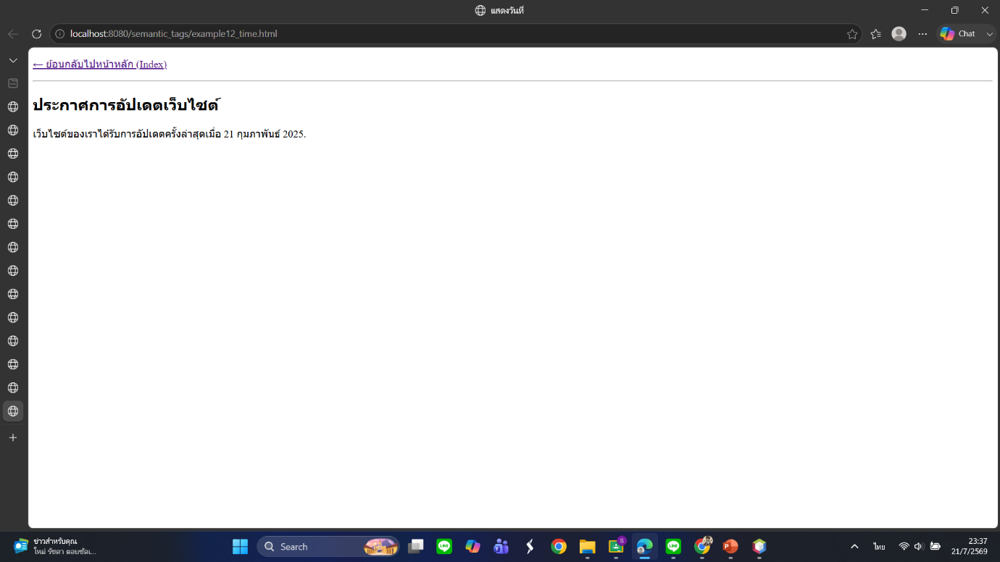 แสดงวันที่
localhost:8080/semantic_tags/example12_time.html
Chat
← ย้อนกลับไปหน้าหลัก (Index)
ประกาศการอัปเดตเว็บไซต์
เว็บไซต์ของเราได้รับการอัปเดตครั้งล่าสุดเมื่อ 21 กุมภาพันธ์ 2025.
ข่าวสำหรับคุณ
ใหม่ รัชดา ตอบชัดเ...
Search
ไทย
23:37
21/7/2569